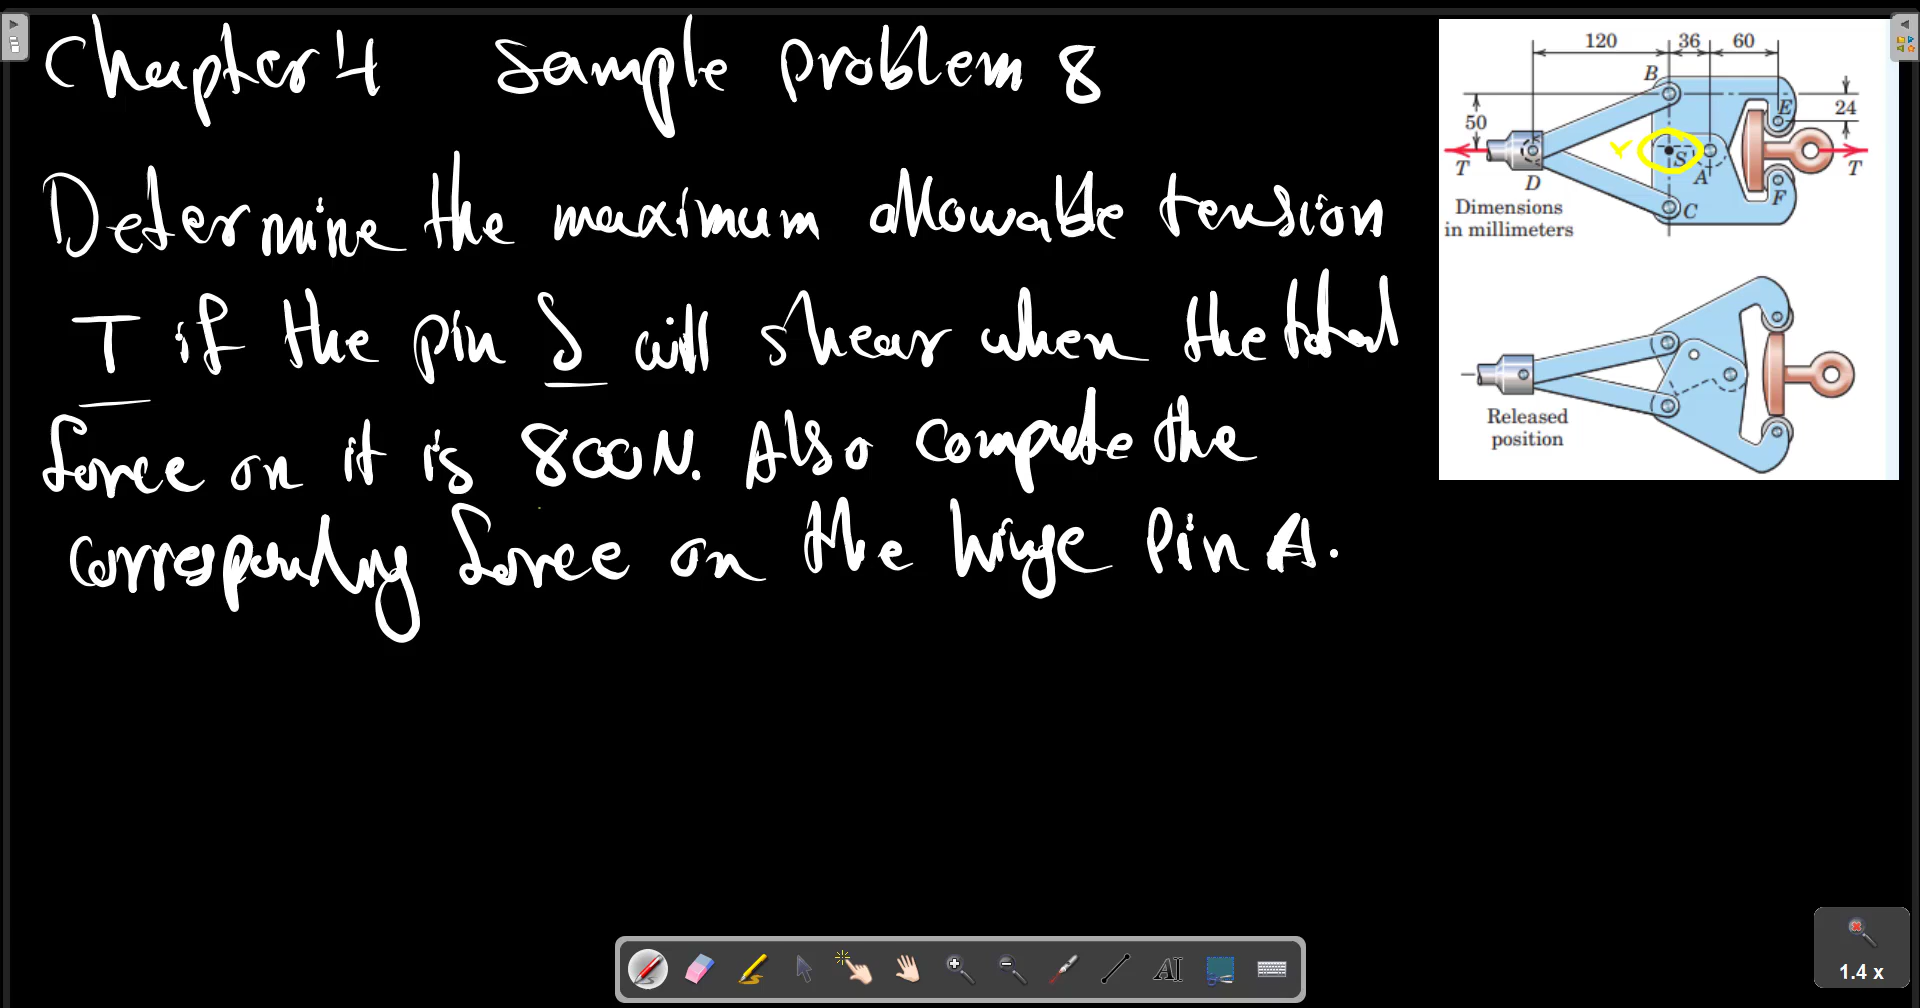 Chapter 4 Sample problem 8
Determine the maximum allowable tension
T if the pin S will shear when the total
force on it is 800N. Also compute the
corresponding force on the hinge pin A.
120 36 60
B
E
24
50
T
S
A
T
D
F
C
Dimensions
in millimeters
Released
position
AI
1.4 x